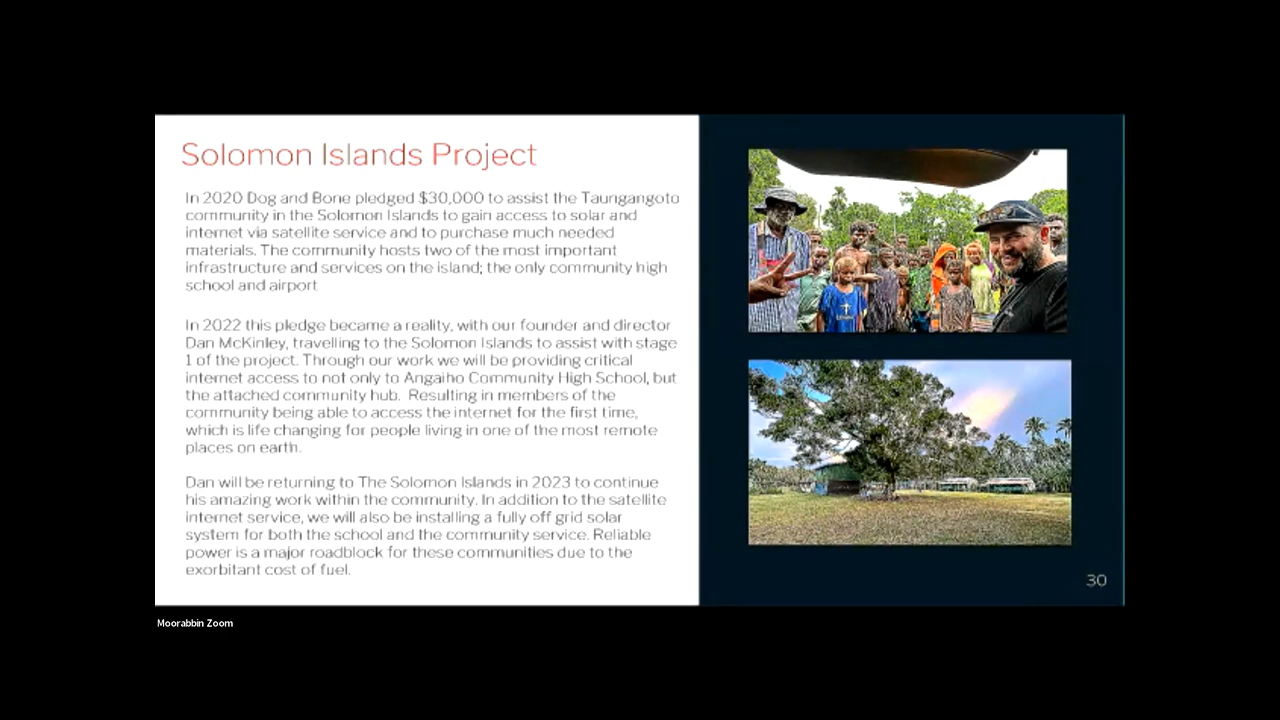 Solomon Islands Project
In 2020 Dog and Bone pledged $30,000 to assist the Taungangoto
community in the Solomon Islands to gain access to solar and
internet via satellite service and to purchase much needed
materials. The community hosts two of the most important
infrastructure and services on the island; the only community high
school and airport
In 2022 this pledge became a reality, with our founder and director
Dan McKinley, travelling to the Solomon Islands to assist with stage
1 of the project. Through our work we will be providing critical
internet access to not only to Angaiho Community High School, but
the attached community hub. Resulting in members of the
community being able to access the internet for the first time,
which is life changing for people living in one of the most remote
places on earth.
Dan will be returning to The Solomon Islands in 2023 to continue
his amazing work within the community. In addition to the satellite
internet service, we will also be installing a fully off grid solar
system for both the school and the community service. Reliable
power is a major roadblock for these communities due to the
exorbitant cost of fuel.
30
Moorabbin Zoom